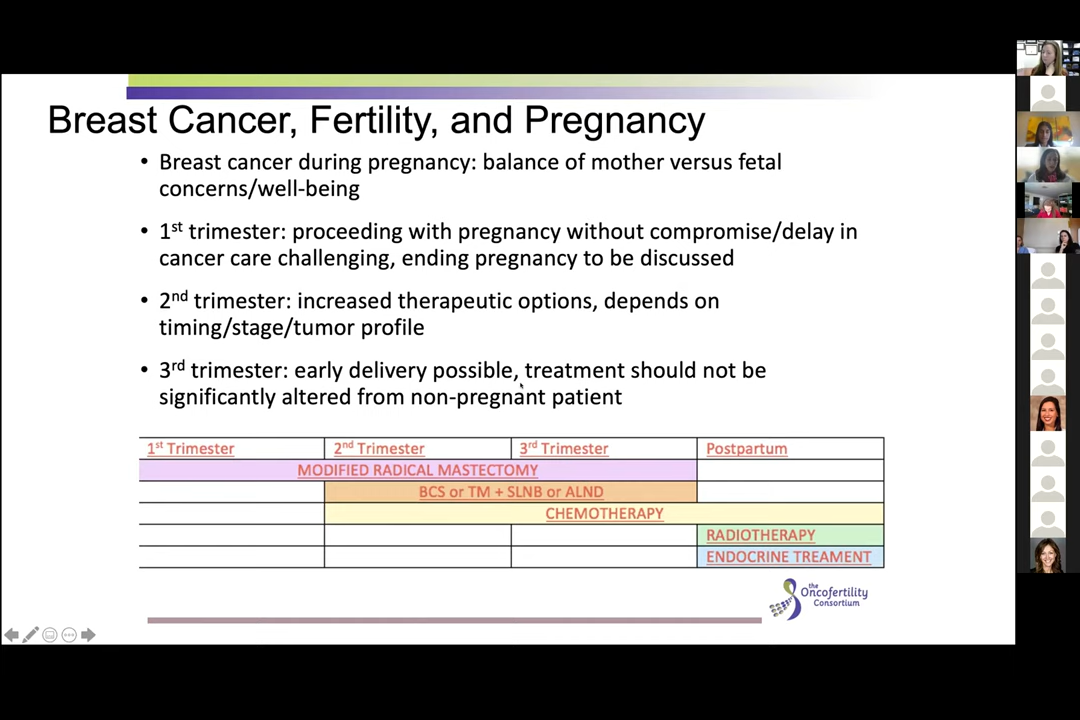 Breast Cancer, Fertility, and Pregnancy
• Breast cancer during pregnancy: balance of mother versus fetal
concerns/well-being
• 1st trimester: proceeding with pregnancy without compromise/delay in
cancer care challenging, ending pregnancy to be discussed
• 2nd trimester: increased therapeutic options, depends on
timing/stage/tumor profile
• 3rd trimester: early delivery possible, treatment should not be
significantly altered from non-pregnant patient
1st Trimester 2nd Trimester 3rd Trimester Postpartum
MODIFIED RADICAL MASTECTOMY
BCS or TM + SLNB or ALND
CHEMOTHERAPY
RADIOTHERAPY
ENDOCRINE TREAMENT
the
Oncofertility
Consortium